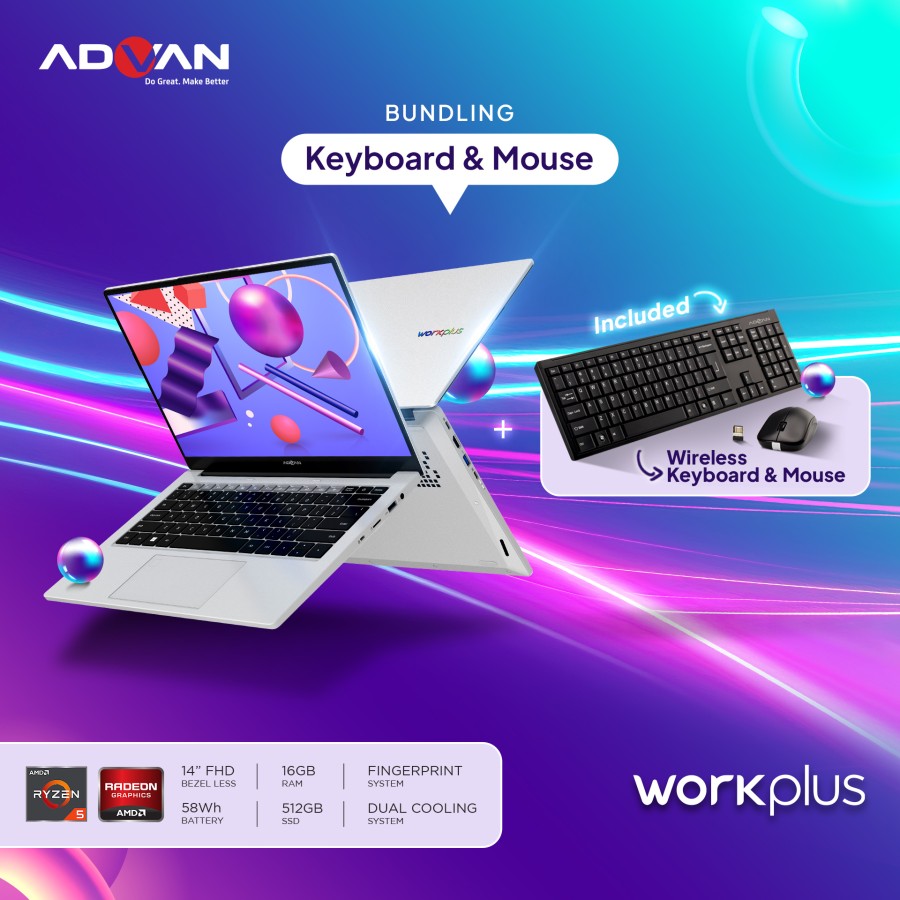 ADVAN
Do Great, Make Better
BUNDLING
Keyboard & Mouse
workplus
Included
+
Wireless
Keyboard & Mouse
ADVAN
AMD
RYZEN
5
RADEON
GRAPHICS
AMD
14” FHD
BEZEL LESS
16GB
RAM
FINGERPRINT
SYSTEM
58Wh
BATTERY
512GB
SSD
DUAL COOLING
SYSTEM
workplus